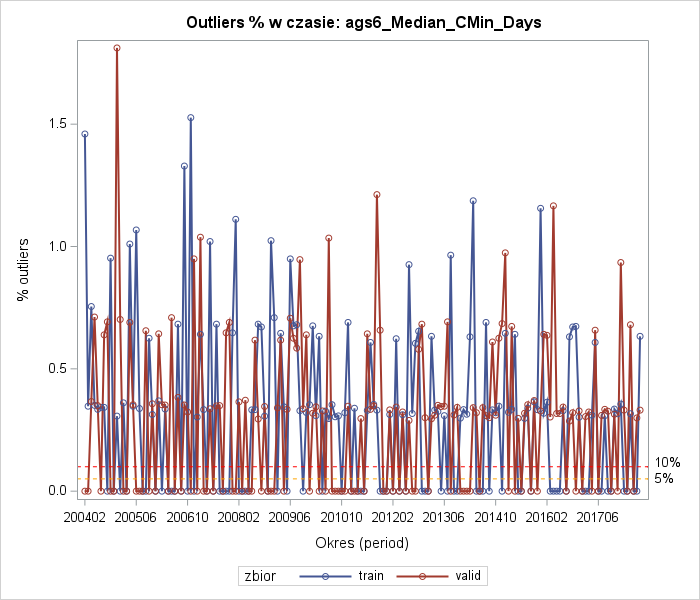 Outliers % w czasie: ags6_Median_CMin_Days
% outliers
1.5
1.0
0.5
0.0
10%
5%
200402 200506 200610 200802 200906 201010 201202 201306 201410 201602 201706
Okres (period)
zbior train valid